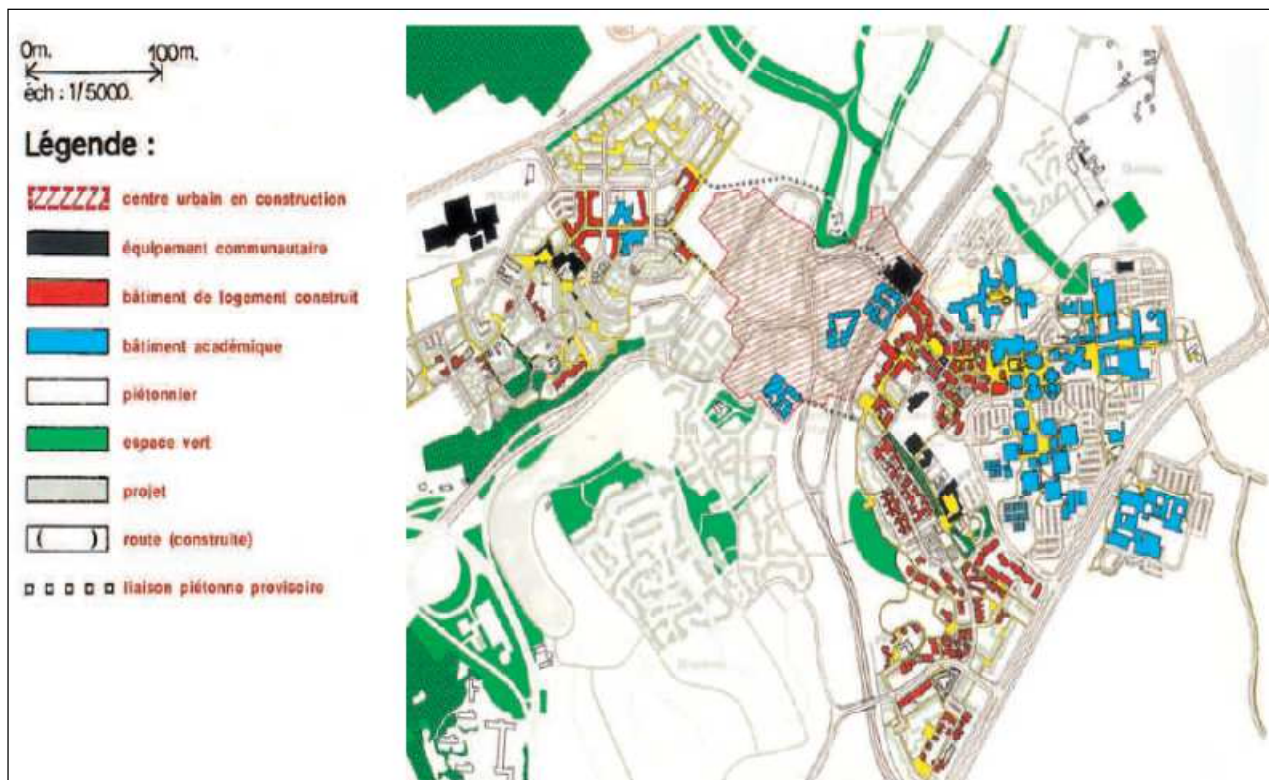 0m. 100m.
éch : 1/5000.
Légende :
centre urbain en construction
équipement communautaire
bâtiment de logement construit
bâtiment académique
piétonnier
espace vert
projet
route (construite)
liaison piétonne provisoire